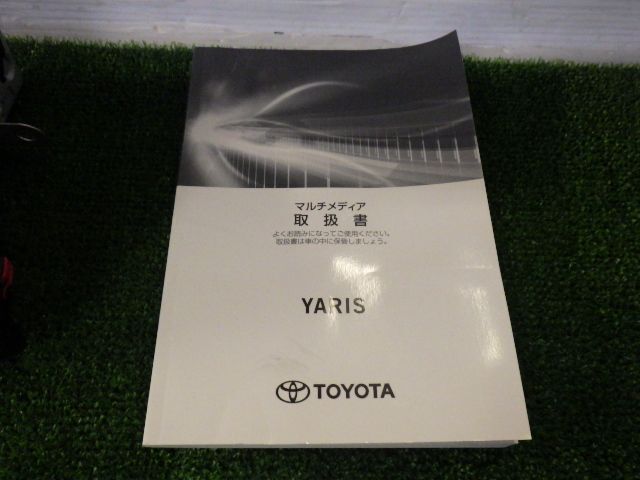 マルチメディア
取扱書
よくお読みになってご使用ください。
取扱書は車の中に保管しましょう。
YARIS
TOYOTA